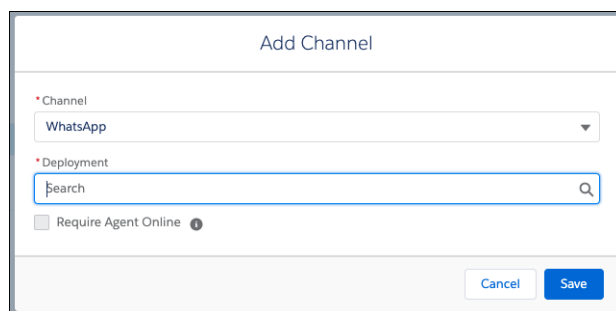 Add Channel
* Channel
WhatsApp
* Deployment
Search
Require Agent Online
Cancel Save